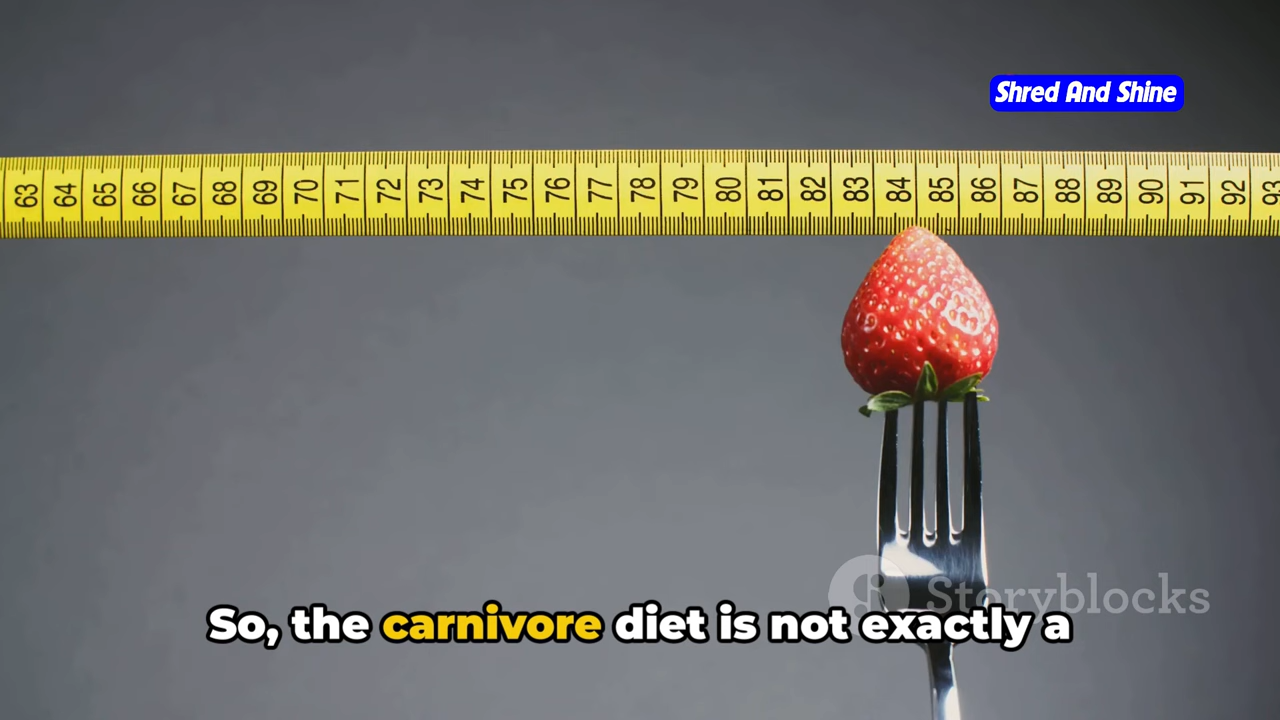 Shred And Shine
63 64 65 66 67 68 69 70 71 72 73 74 75 76 77 78 79 80 81 82 83 84 85 86 87 88 89 90 91 92 93
Storyblocks
So, the carnivore diet is not exactly a